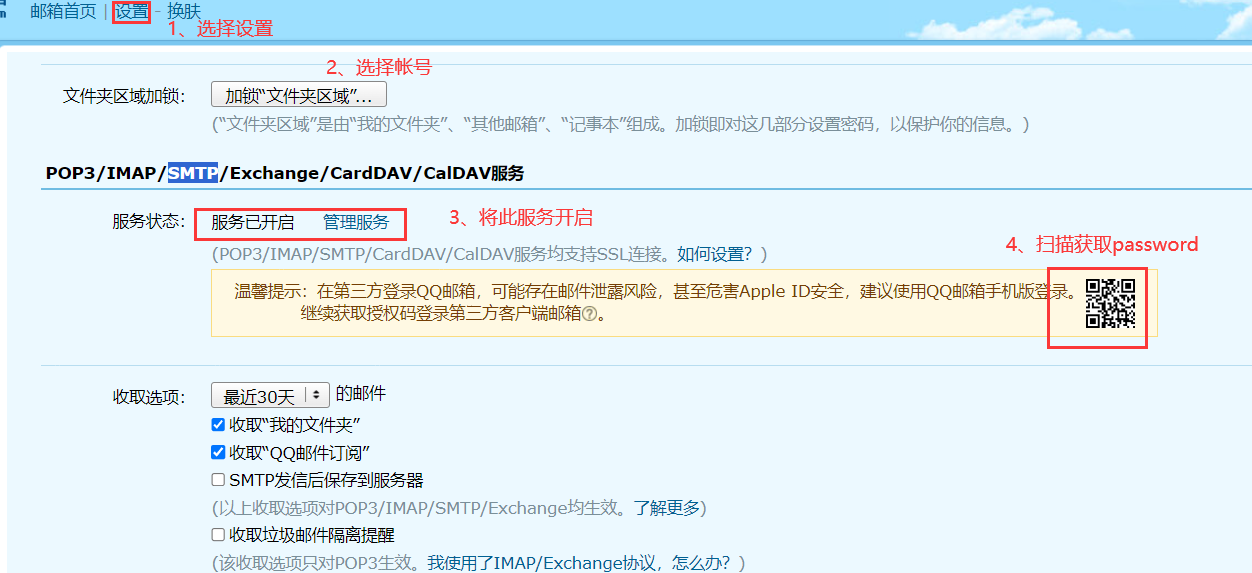 邮箱首页 | 设置 - 换肤
1、选择设置
2、选择帐号
文件夹区域加锁： 加锁“文件夹区域”...
(“文件夹区域”是由“我的文件夹”、“其他邮箱”、“记事本”组成。加锁即对这几部分设置密码，以保护你的信息。)
POP3/IMAP/SMTP/Exchange/CardDAV/CalDAV服务
服务状态： 服务已开启 管理服务 3、将此服务开启
(POP3/IMAP/SMTP/CardDAV/CalDAV服务均支持SSL连接。如何设置？)
4、扫描获取password
温馨提示：在第三方登录QQ邮箱，可能存在邮件泄露风险，甚至危害Apple ID安全，建议使用QQ邮箱手机版登录。
继续获取授权码登录第三方客户端邮箱?。
收取选项： 最近30天 的邮件
收取“我的文件夹”
收取“QQ邮件订阅”
SMTP发信后保存到服务器
(以上收取选项对POP3/IMAP/SMTP/Exchange均生效。了解更多)
收取垃圾邮件隔离提醒
(该收取选项只对POP3生效。我使用了IMAP/Exchange协议，怎么办？)